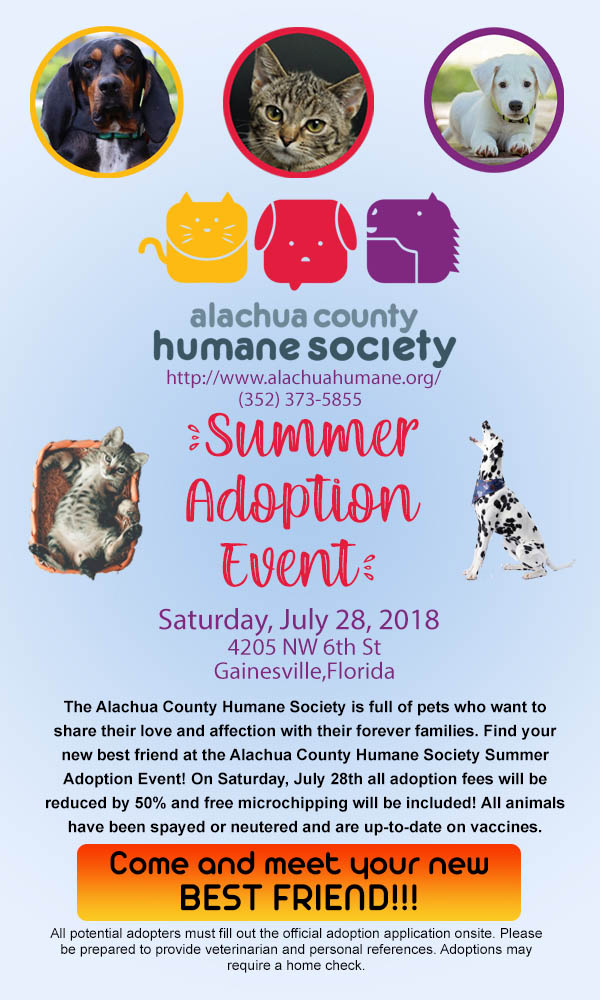 alachua county
humane society
http://www.alachuahumane.org/
(352) 373-5855
Summer
Adoption
Event
Saturday, July 28, 2018
4205 NW 6th St
Gainesville,Florida
The Alachua County Humane Society is full of pets who want to
share their love and affection with their forever families. Find your
new best friend at the Alachua County Humane Society Summer
Adoption Event! On Saturday, July 28th all adoption fees will be
reduced by 50% and free microchipping will be included! All animals
have been spayed or neutered and are up-to-date on vaccines.
Come and meet your new
BEST FRIEND!!!
All potential adopters must fill out the official adoption application onsite. Please
be prepared to provide veterinarian and personal references. Adoptions may
require a home check.